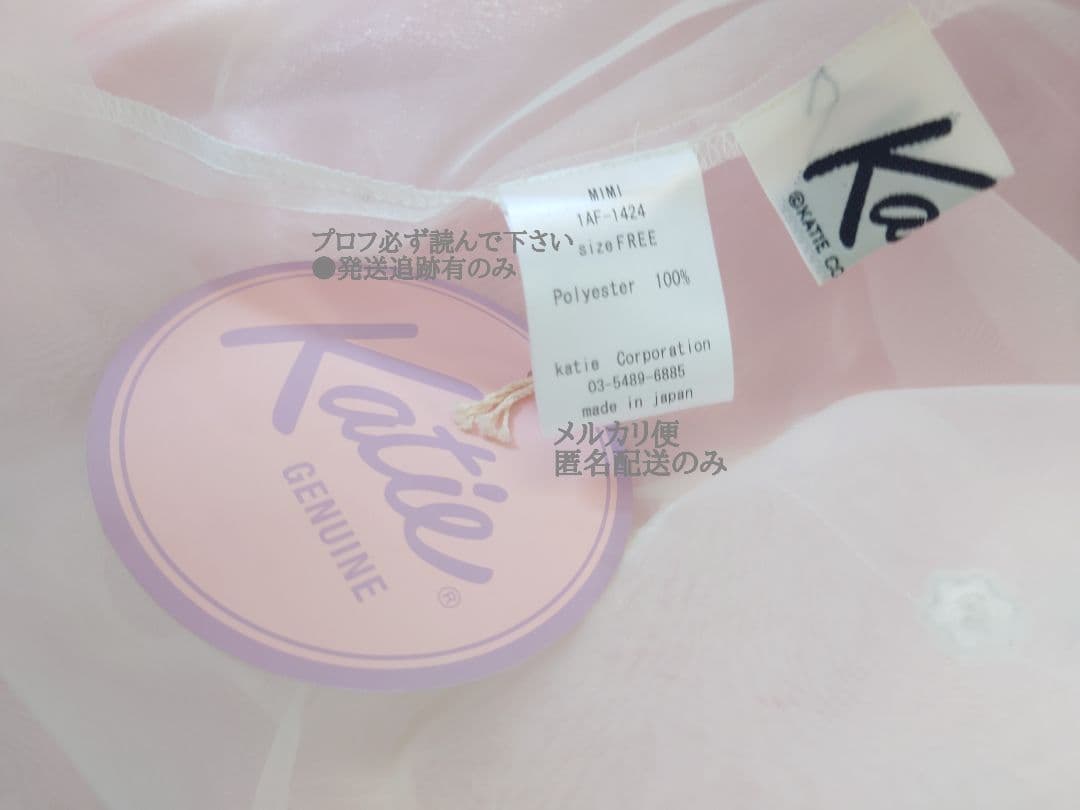 MIMI
1AF-1424
sizeFREE
Polyester 100%
katie Corporation
03-5489-6885
made in japan
プロフ必ず読んで下さい
●発送追跡有のみ
メルカリ便
匿名配送のみ
Katie
GENUINE
®
Ka
©KATIE CO